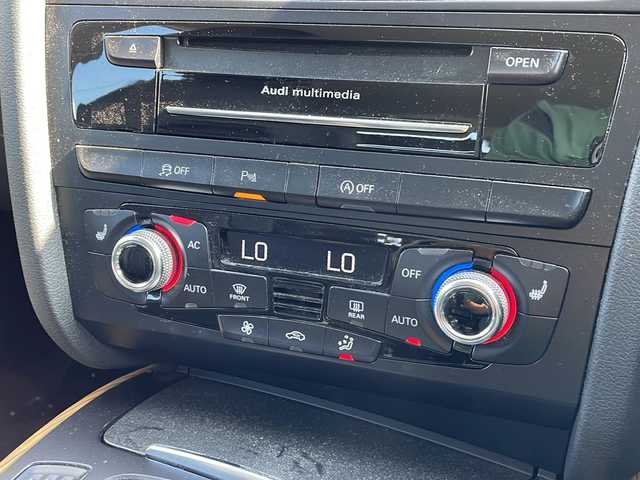 OPEN
Audi multimedia
OFF
P
A OFF
AC
LO
LO
OFF
AUTO
FRONT
REAR
AUTO